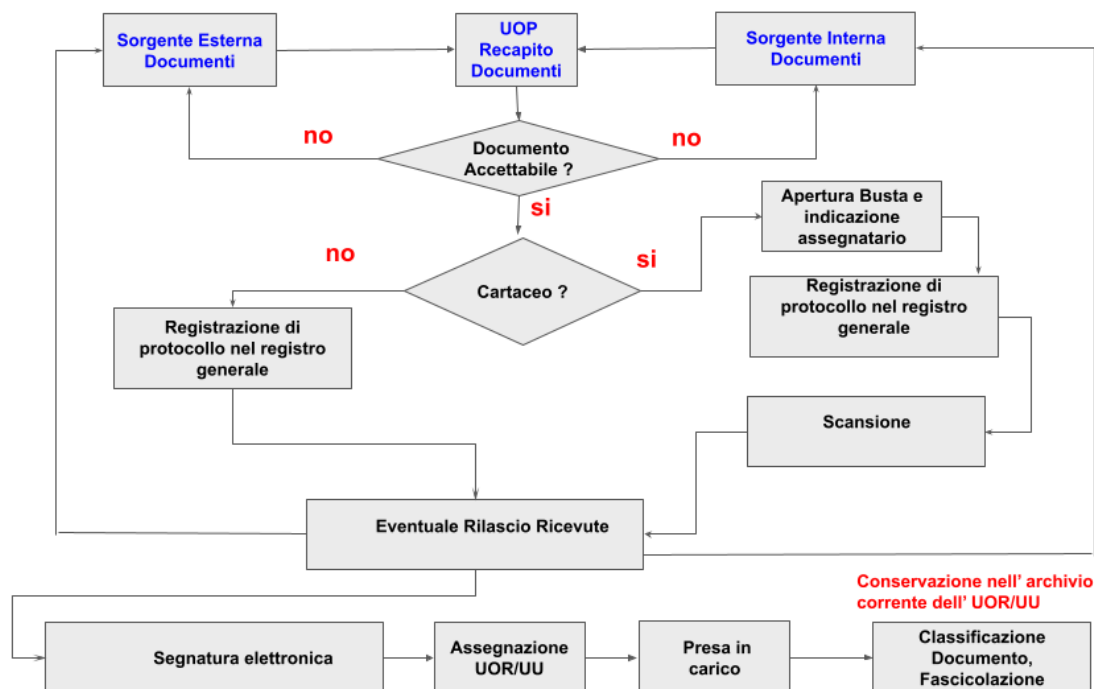 Sorgente Esterna
Documenti
UOP
Recapito
Documenti
Sorgente Interna
Documenti
no
Documento
Accettabile ?
no
si
Apertura Busta e
indicazione
assegnatario
no
Cartaceo ?
si
Registrazione di
protocollo nel registro
generale
Registrazione di
protocollo nel registro
generale
Scansione
Eventuale Rilascio Ricevute
Conservazione nell' archivio
corrente dell' UOR/UU
Segnatura elettronica
Assegnazione
UOR/UU
Presa in
carico
Classificazione
Documento,
Fascicolazione